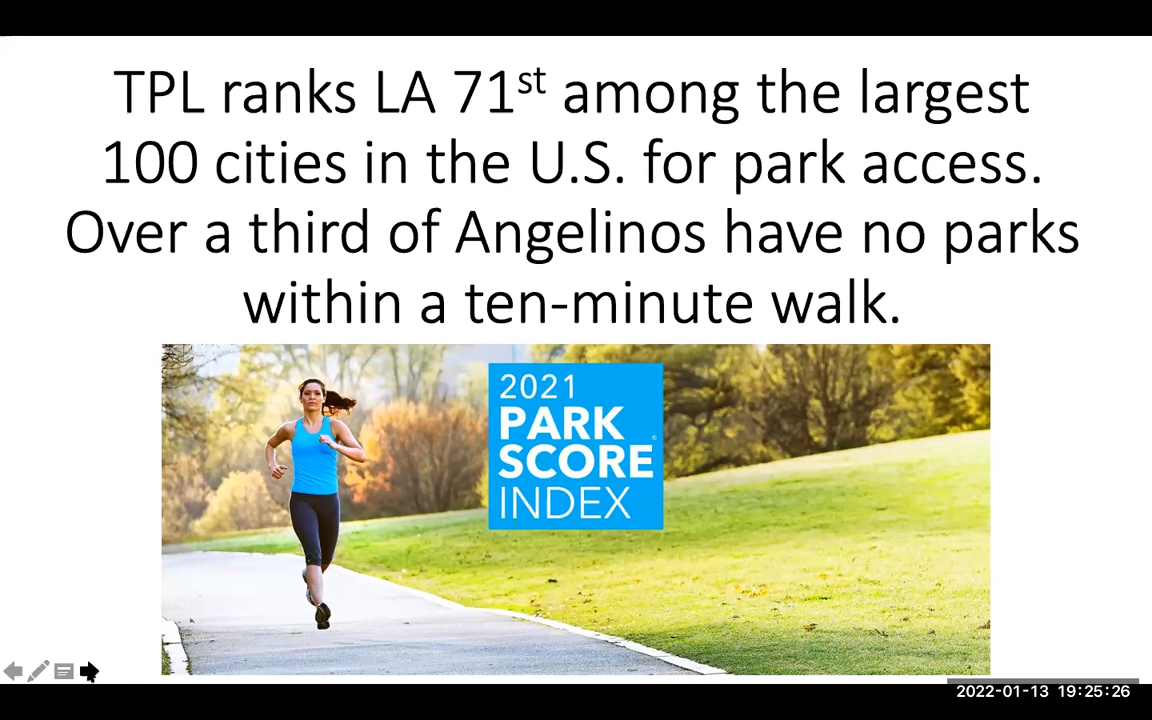 TPL ranks LA 71st among the largest
100 cities in the U.S. for park access.
Over a third of Angelinos have no parks
within a ten-minute walk.
2021
PARK
SCORE
INDEX
2022-01-13 19:25:26